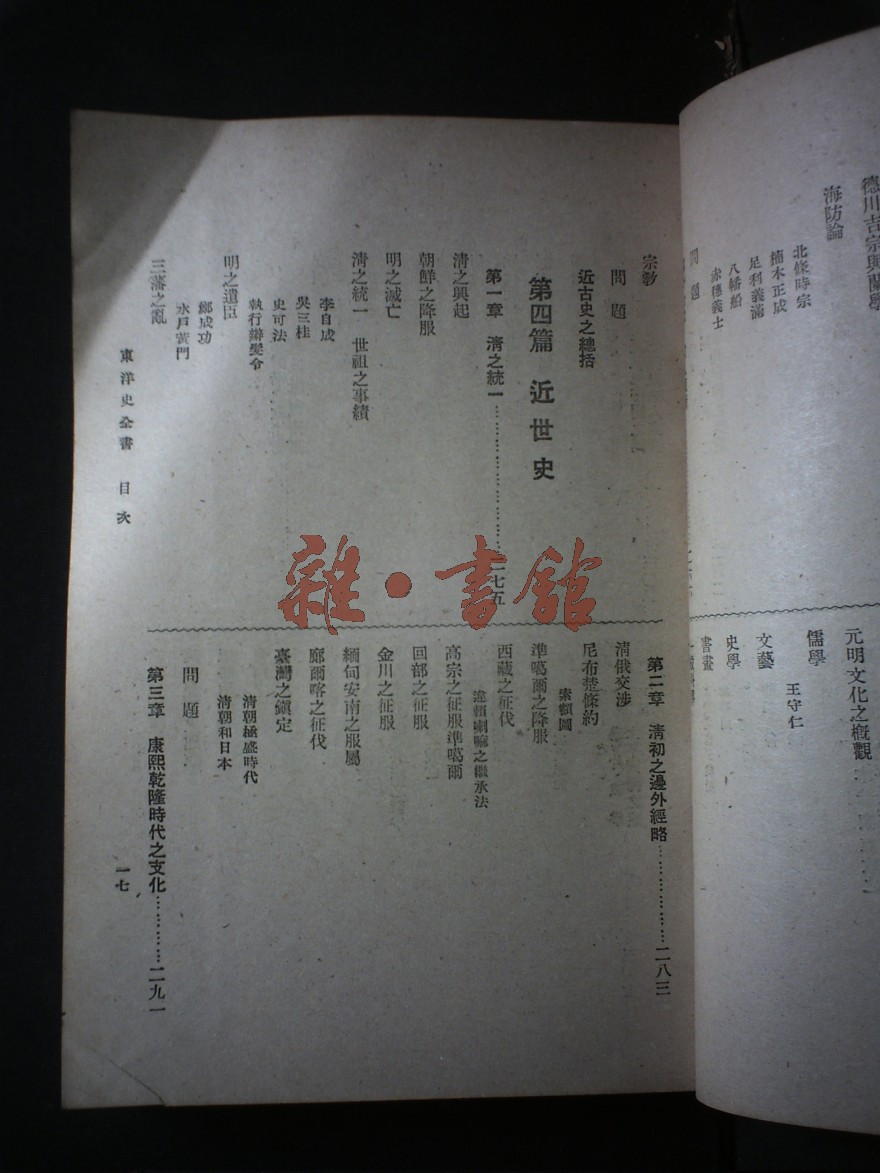 德川吉宗與蘭學
海防論
北條時宗
楠木正成
足利義滿
八幡船
赤穗義士
問題
元明文化之概觀
儒學
王守仁
文藝
史學
書畫
宗教
問題
近古史之總括
第四篇 近世史
第一章 清之統一……………………二七五
清之興起
朝鮮之降服
明之滅亡
清之統一 世祖之事績
李自成
吳三桂
史可法
執行辮髮令
明之遺臣
鄭成功
水戶黃門
三藩之亂
第二章 清初之邊外經略………………二八三
清俄交涉
尼布楚條約
索額圖
準噶爾之降服
西藏之征伐
達賴喇嘛之繼承法
高宗之征服準噶爾
回部之征服
金川之征服
緬甸安南之服屬
廓爾喀之征伐
臺灣之鎭定
清朝極盛時代
清朝和日本
問題
第三章 康熙乾隆時代之文化…………二九一
東洋史全書 目次
一七
雜·書館